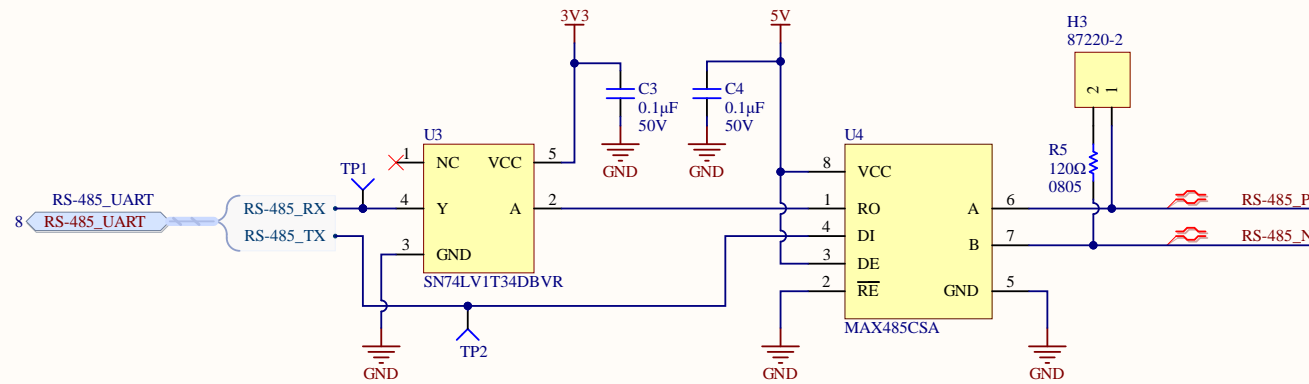 3V3
5V
H3
87220-2
2
1
C3
0.1µF
50V
GND
C4
0.1µF
50V
GND
U3
1
NC
VCC
5
4
Y
A
2
3
GND
SN74LV1T34DBVR
TP1
RS-485_UART
8
RS-485_UART
RS-485_RX
RS-485_TX
TP2
GND
U4
8
VCC
1
RO
4
DI
3
DE
2
RE
A
6
B
7
GND
5
MAX485CSA
R5
120Ω
0805
RS-485_P
RS-485_N
GND
GND